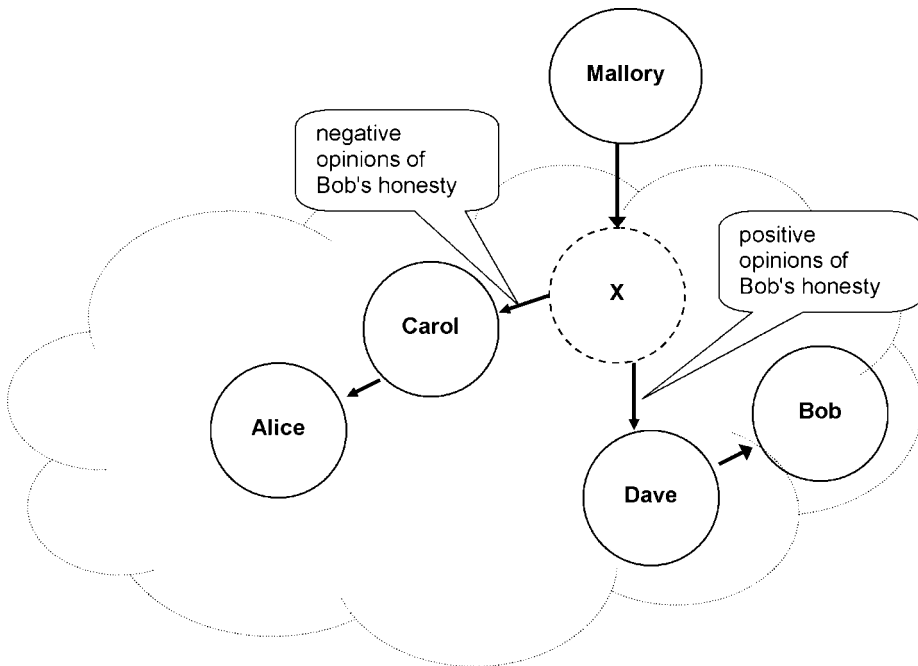 Mallory
negative
opinions of
Bob's honesty
positive
opinions of
Bob's honesty
X
Carol
Bob
Alice
Dave